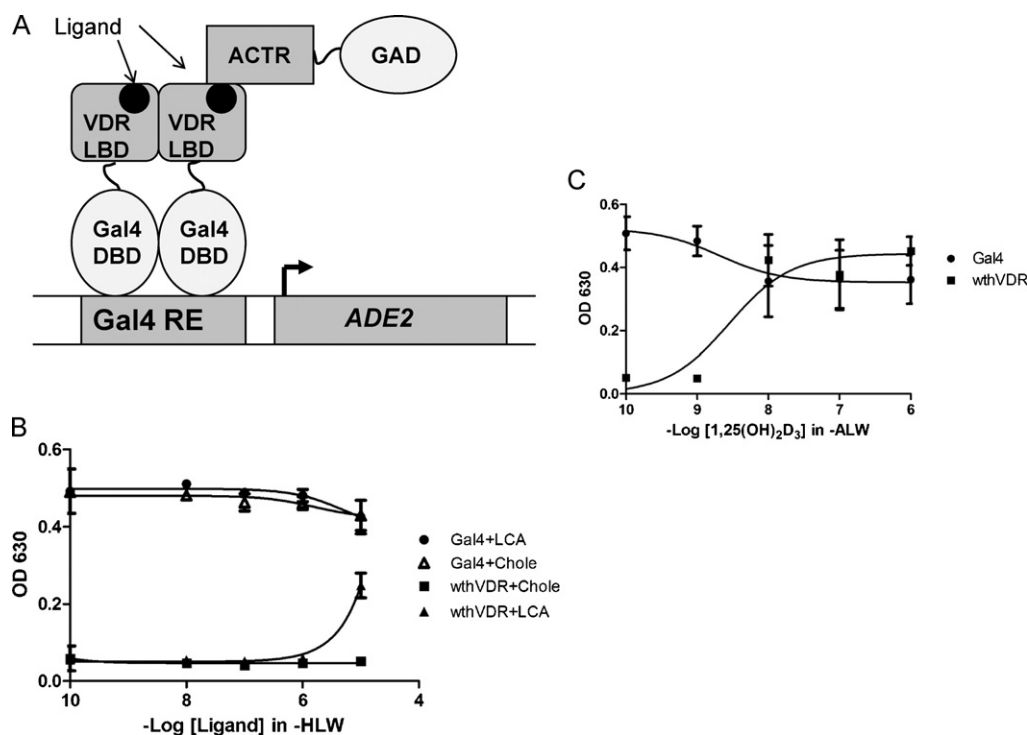 A
Ligand
ACTR
GAD
VDR
LBD
VDR
LBD
Gal4
DBD
Gal4
DBD
Gal4 RE
ADE2
B
OD 630
0.6
0.4
0.2
0.0
10
8
6
4
-Log [Ligand] in -HLW
Gal4+LCA
Gal4+Chole
wthVDR+Chole
wthVDR+LCA
C
OD 630
0.6
0.4
0.2
0.0
10
9
8
7
6
-Log [1,25(OH)₂D₃] in -ALW
Gal4
wthVDR